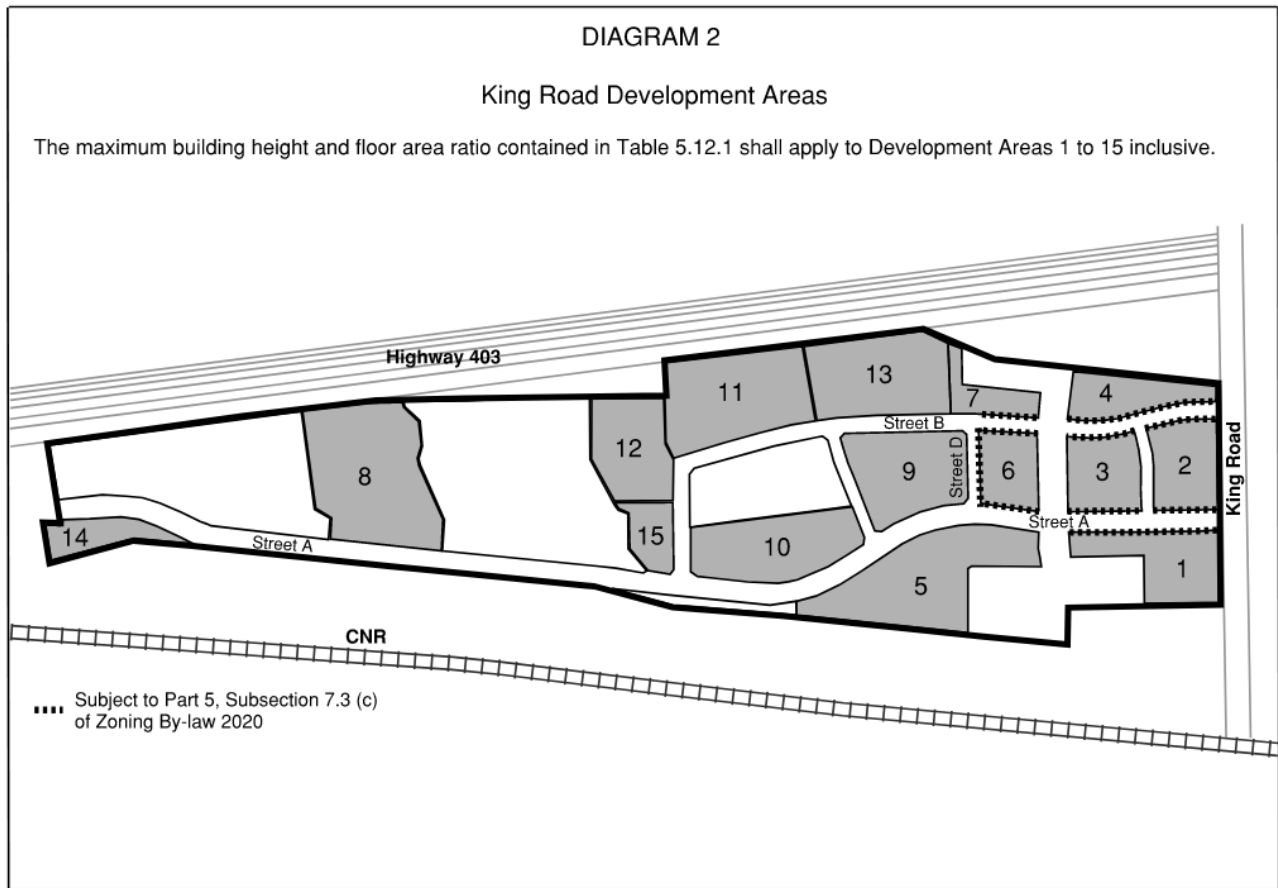 DIAGRAM 2
King Road Development Areas
The maximum building height and floor area ratio contained in Table 5.12.1 shall apply to Development Areas 1 to 15 inclusive.
Highway 403
11
13
7
4
Street B
12
8
9
Street D
6
3
2
King Road
14
Street A
15
10
Street A
5
1
CNR
Subject to Part 5, Subsection 7.3 (c)
of Zoning By-law 2020